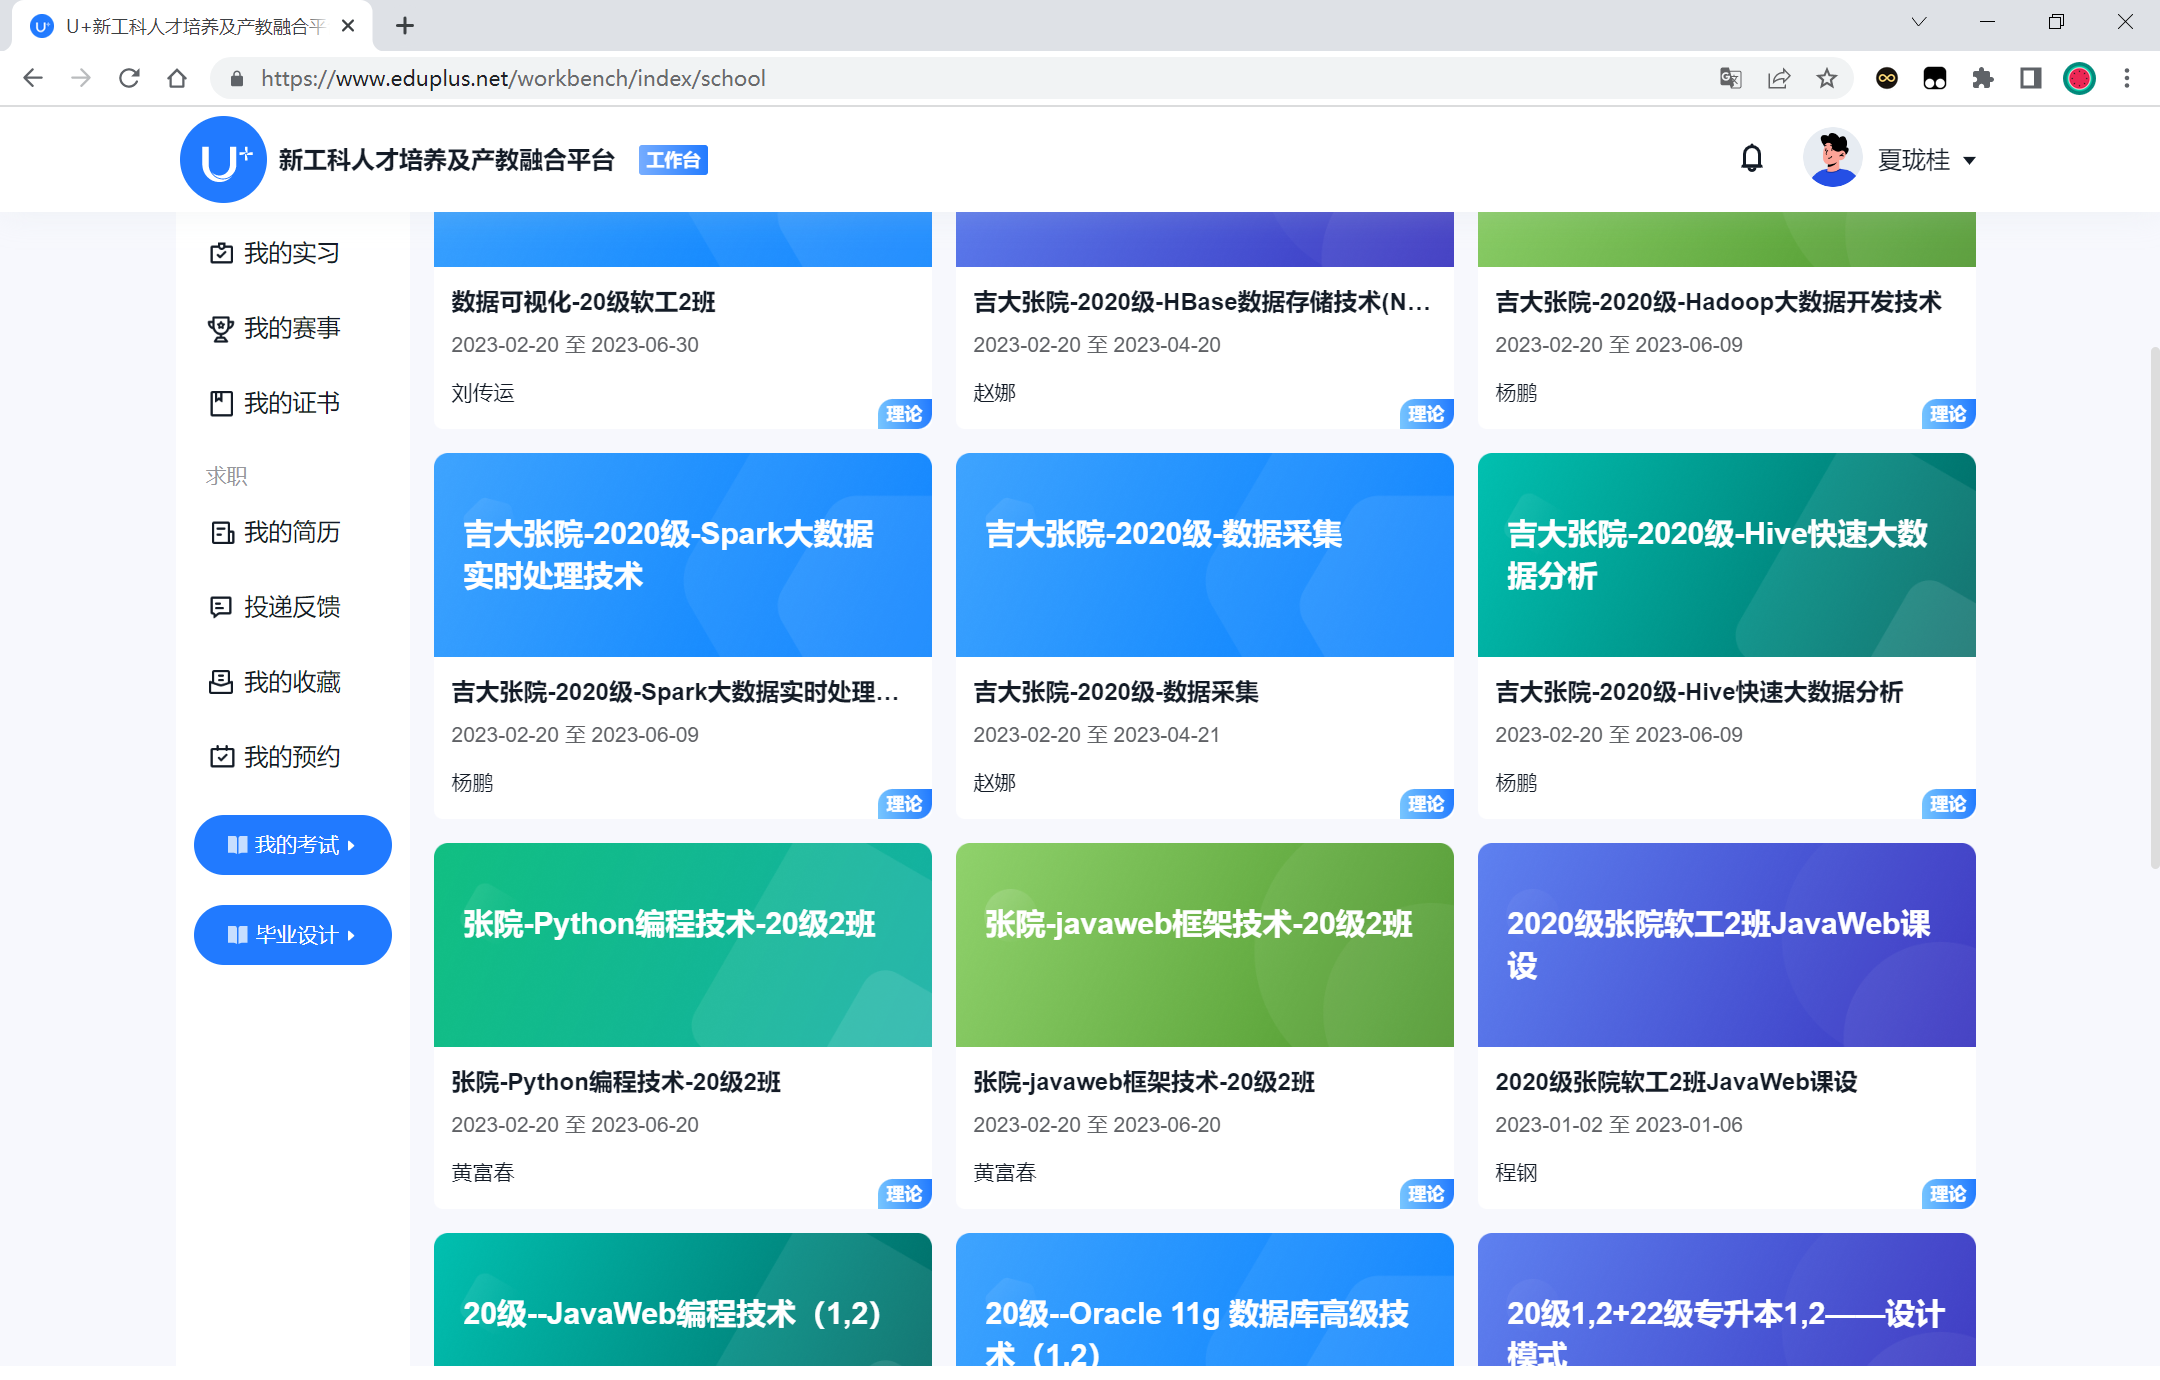 U+新工科人才培养及产教融合平
https://www.eduplus.net/workbench/index/school
U+
新工科人才培养及产教融合平台
工作台
夏珑桂
我的实习
我的赛事
我的证书
求职
我的简历
投递反馈
我的收藏
我的预约
我的考试
毕业设计
数据可视化-20级软工2班
2023-02-20 至 2023-06-30
刘传运
理论
吉大张院-2020级-HBase数据存储技术(N...
2023-02-20 至 2023-04-20
赵娜
理论
吉大张院-2020级-Hadoop大数据开发技术
2023-02-20 至 2023-06-09
杨鹏
理论
吉大张院-2020级-Spark大数据
实时处理技术
吉大张院-2020级-Spark大数据实时处理...
2023-02-20 至 2023-06-09
杨鹏
理论
吉大张院-2020级-数据采集
吉大张院-2020级-数据采集
2023-02-20 至 2023-04-21
赵娜
理论
吉大张院-2020级-Hive快速大数
据分析
吉大张院-2020级-Hive快速大数据分析
2023-02-20 至 2023-06-09
杨鹏
理论
张院-Python编程技术-20级2班
张院-Python编程技术-20级2班
2023-02-20 至 2023-06-20
黄富春
理论
张院-javaweb框架技术-20级2班
张院-javaweb框架技术-20级2班
2023-02-20 至 2023-06-20
黄富春
理论
2020级张院软工2班JavaWeb课
设
2020级张院软工2班JavaWeb课设
2023-01-02 至 2023-01-06
程钢
理论
20级--JavaWeb编程技术（1,2）
20级--Oracle 11g 数据库高级技
术（1,2）
20级1,2+22级专升本1,2——设计
模式